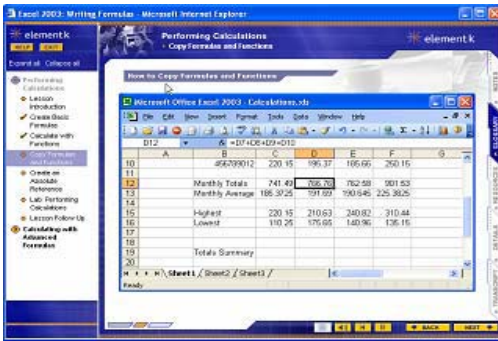 Excel 2003: Writing Formulas - Microsoft Internet Explorer
elementk
HELP EXIT
Expand all Collapse all
Performing Calculations
Lesson Introduction
Create Basic Formulas
Calculate with Functions
Copy Formulas and Functions
Create an Absolute Reference
Lab: Performing Calculations
Lesson Follow-Up
Calculating with Advanced Formulas
Performing Calculations
• Copy Formulas and Functions
elementk
How to Copy Formulas and Functions
Microsoft Office Excel 2003 - Calculations.xls
File Edit View Insert Format Tools Data Window Help
D12 =D7+D8+D9+D10
A B C D E F G
10 456789012 220.15 195.37 185.66 250.15
11
12 Monthly Totals 741.49 766.76 762.58 901.53
13 Monthly Average 185.3725 191.69 190.645 225.3825
14
15 Highest 220.15 210.63 240.82 310.44
16 Lowest 110.25 175.65 140.96 135.15
17
18
19 Totals Summary
20
Sheet1 / Sheet2 / Sheet3 /
Ready
NOTES
GLOSSARY
RESOURCES
DETAILS
TRANSCRIPT
BACK NEXT